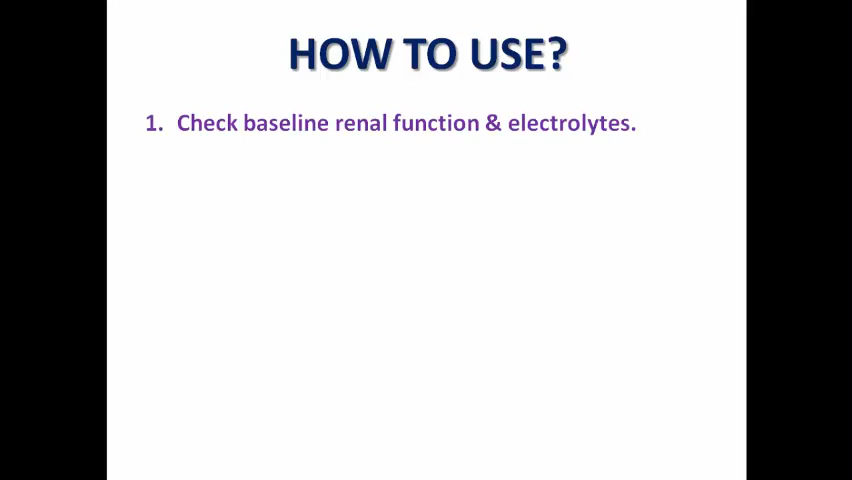 HOW TO USE?
1. Check baseline renal function & electrolytes.